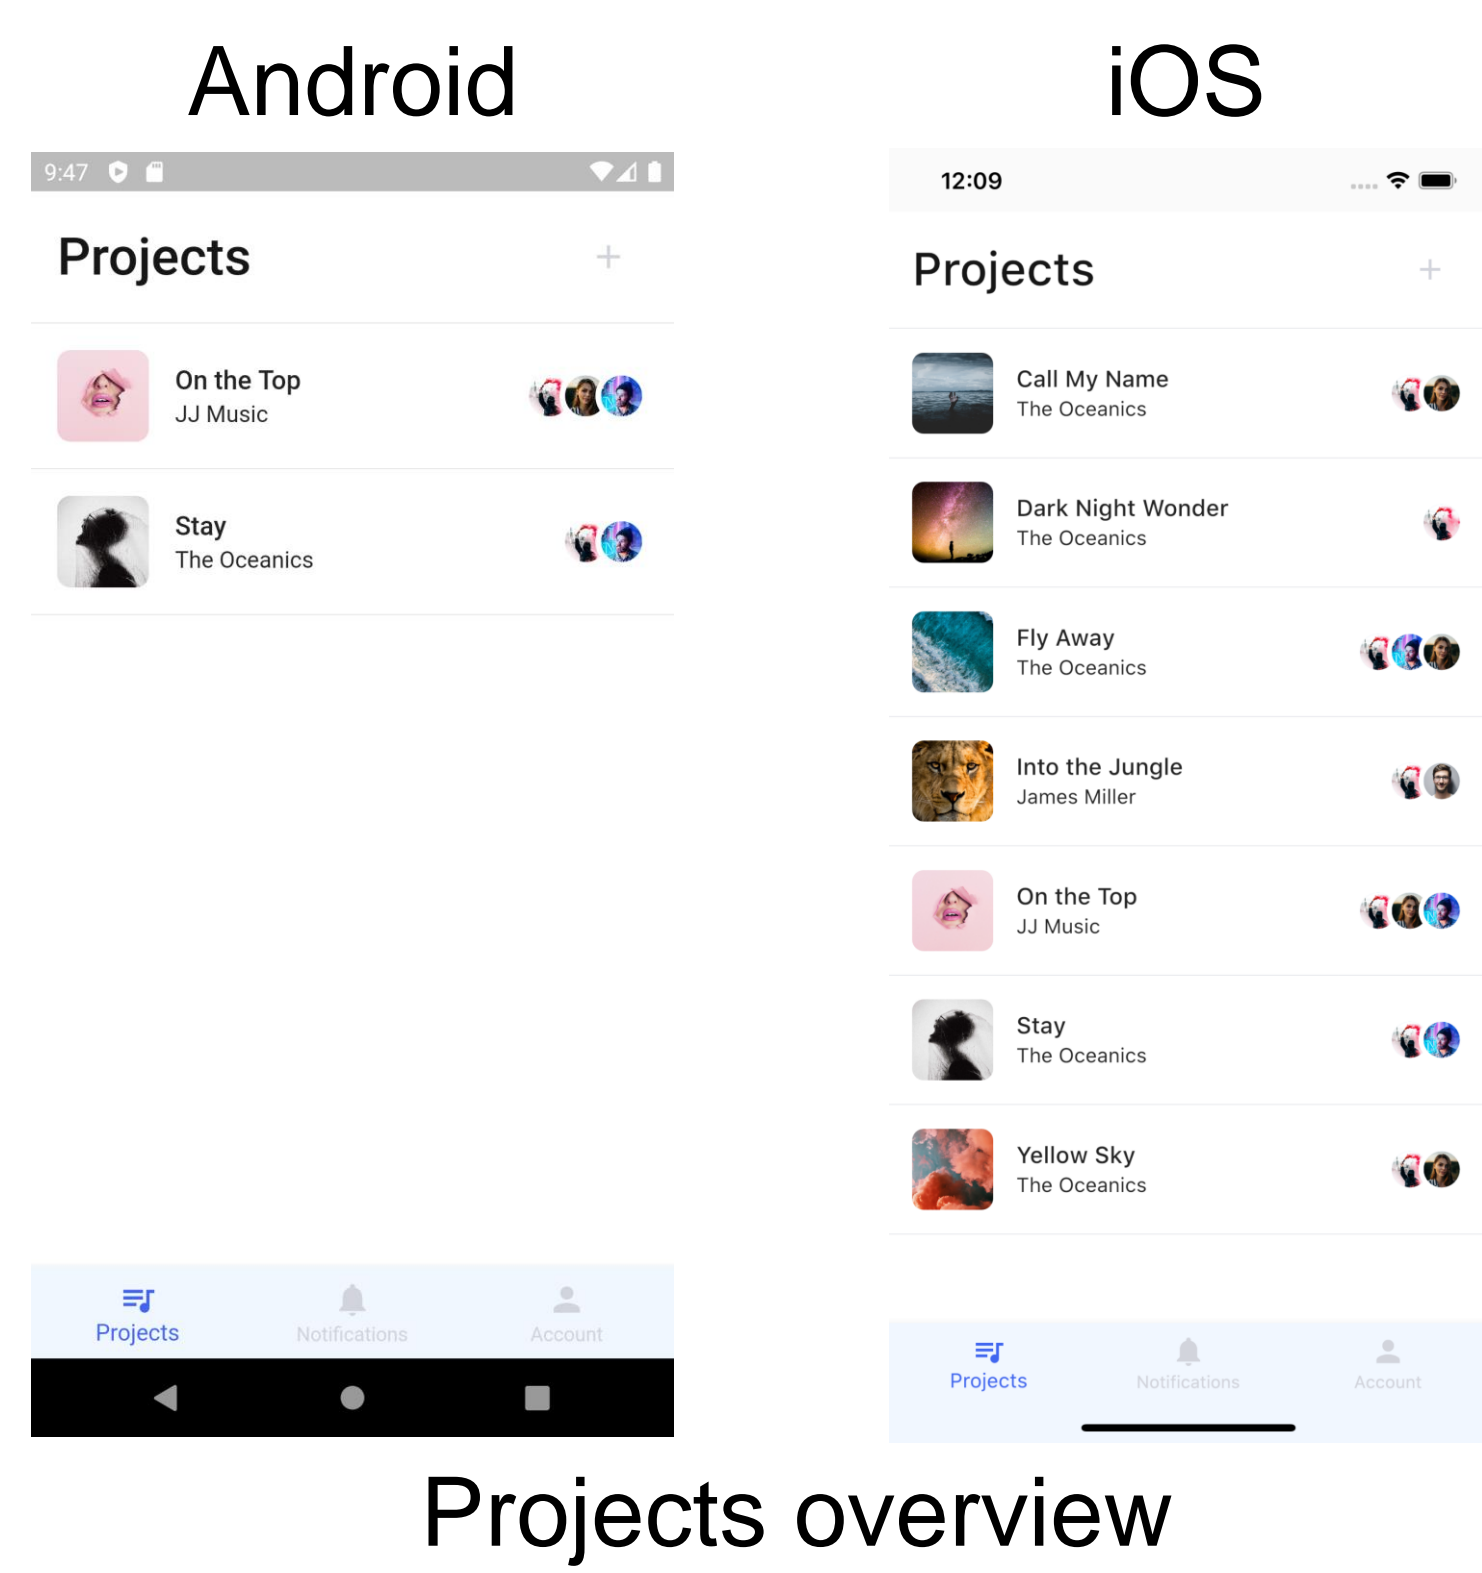 Android
iOS
9:47
Projects
On the Top
JJ Music
Stay
The Oceanics
Projects
Notifications
Account
12:09
Projects
Call My Name
The Oceanics
Dark Night Wonder
The Oceanics
Fly Away
The Oceanics
Into the Jungle
James Miller
On the Top
JJ Music
Stay
The Oceanics
Yellow Sky
The Oceanics
Projects
Notifications
Account
Projects overview